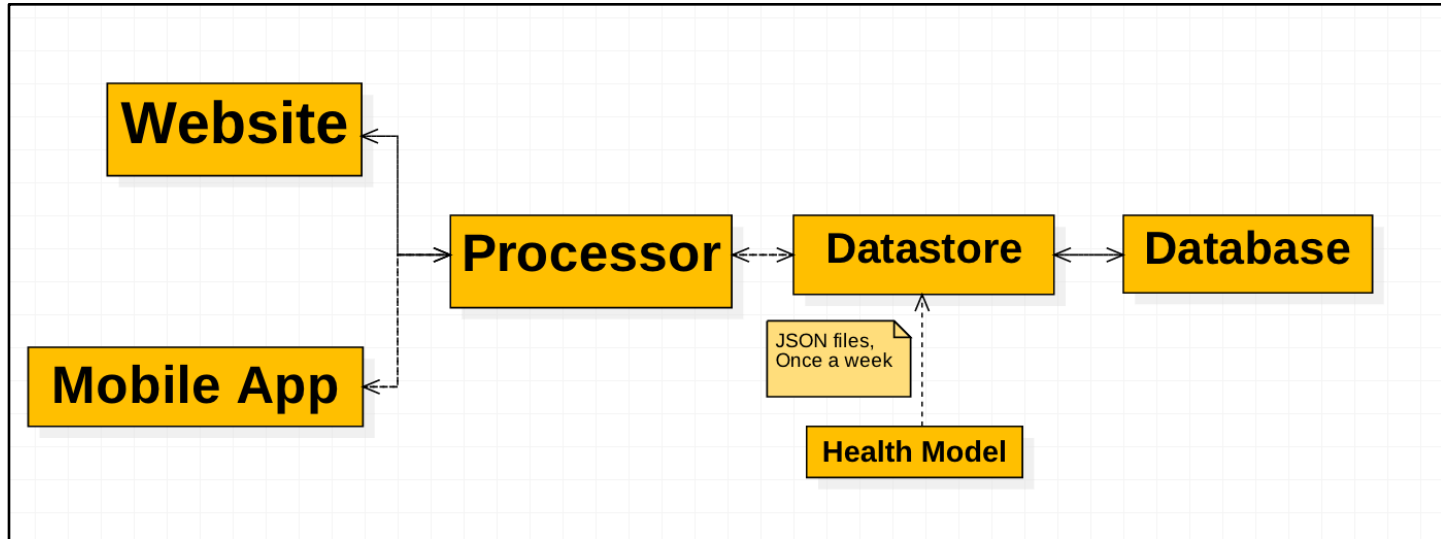 Website
Processor
Datastore
Database
JSON files,
Once a week
Mobile App
Health Model